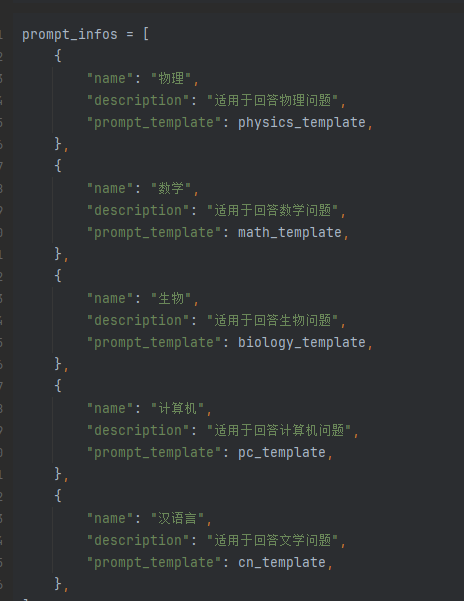 prompt_infos = [
{
"name": "物理",
"description": "适用于回答物理问题",
"prompt_template": physics_template,
},
{
"name": "数学",
"description": "适用于回答数学问题",
"prompt_template": math_template,
},
{
"name": "生物",
"description": "适用于回答生物问题",
"prompt_template": biology_template,
},
{
"name": "计算机",
"description": "适用于回答计算机问题",
"prompt_template": pc_template,
},
{
"name": "汉语言",
"description": "适用于回答文学问题",
"prompt_template": cn_template,
},